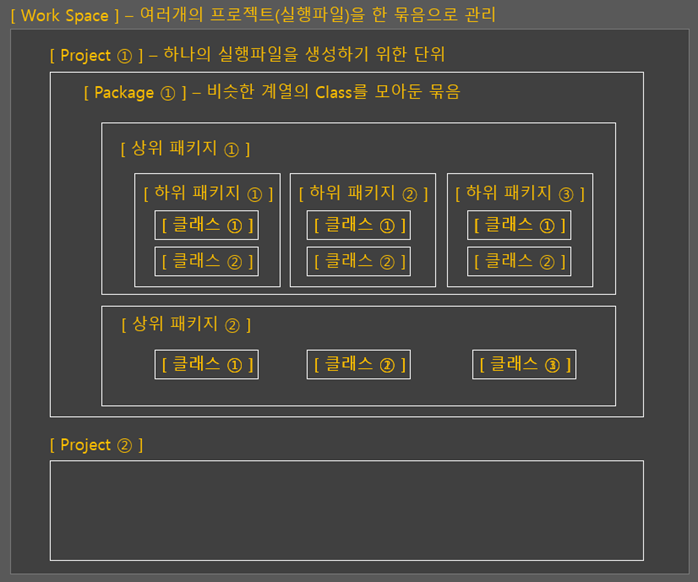 [ Work Space ] – 여러개의 프로젝트(실행파일)을 한 묶음으로 관리
[ Project ① ] – 하나의 실행파일을 생성하기 위한 단위
[ Package ① ] – 비슷한 계열의 Class를 모아둔 묶음
[ 상위 패키지 ① ]
[ 하위 패키지 ① ] [ 하위 패키지 ② ] [ 하위 패키지 ③ ]
[ 클래스 ① ] [ 클래스 ① ] [ 클래스 ① ]
[ 클래스 ② ] [ 클래스 ② ] [ 클래스 ② ]
[ 상위 패키지 ② ]
[ 클래스 ① ] [ 클래스 ② ] [ 클래스 ③ ]
[ Project ② ]